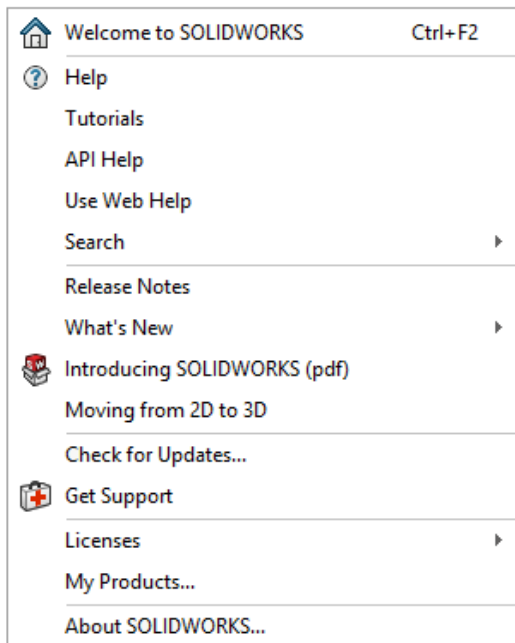 Welcome to SOLIDWORKS Ctrl+F2
Help
Tutorials
API Help
Use Web Help
Search
Release Notes
What's New
Introducing SOLIDWORKS (pdf)
Moving from 2D to 3D
Check for Updates...
Get Support
Licenses
My Products...
About SOLIDWORKS...